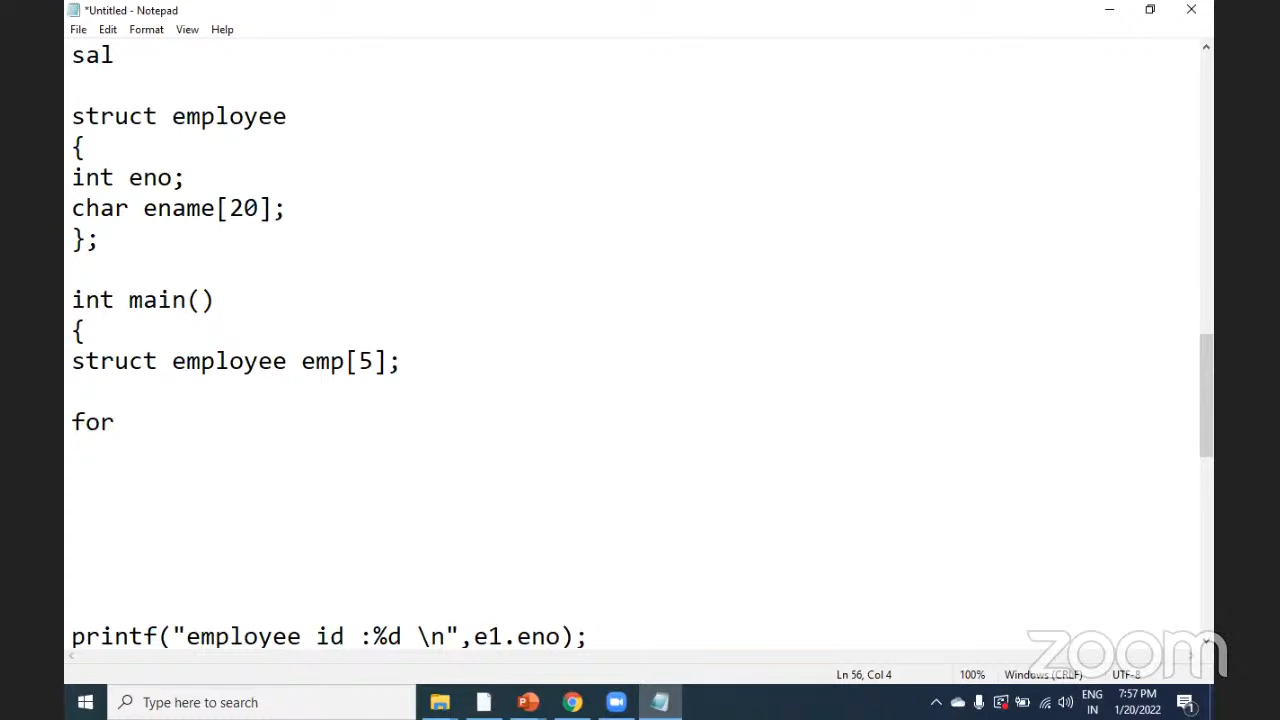 *Untitled - Notepad
File Edit Format View Help
sal
struct employee
{
int eno;
char ename[20];
};
int main()
{
struct employee emp[5];
for
printf("employee id :%d \n",e1.eno);
zoom
Ln 56, Col 4 100% Windows (CRLF) UTF-8
Type here to search
ENG
IN
7:57 PM
1/20/2022
1